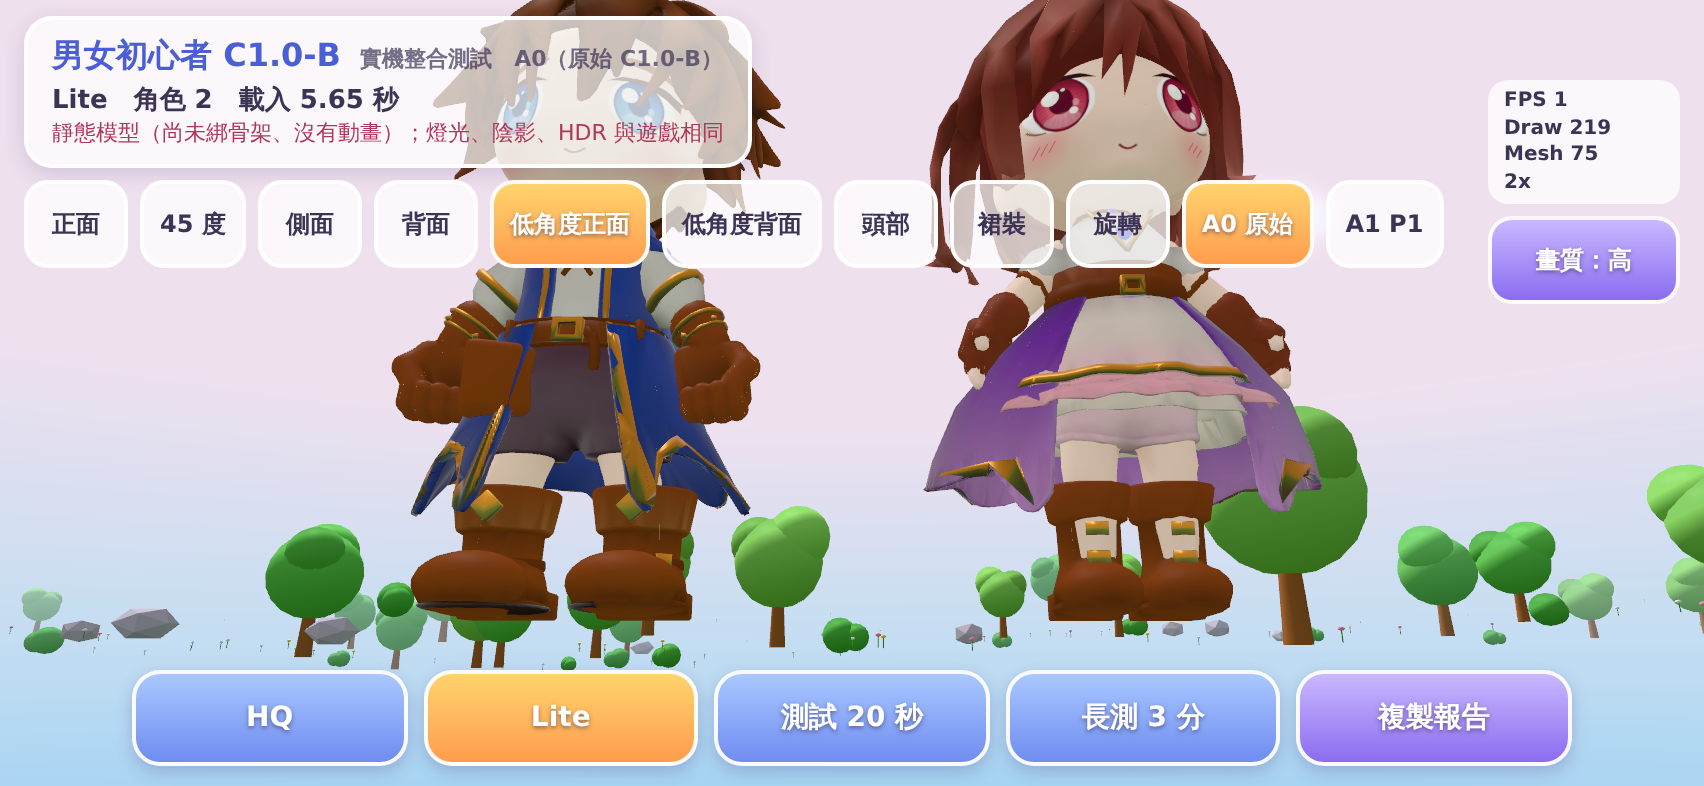 男女初心者 C1.0-B 實機整合測試 A0（原始 C1.0-B）
Lite 角色 2 載入 5.65 秒
靜態模型（尚未綁骨架、沒有動畫）；燈光、陰影、HDR 與遊戲相同
FPS 1
Draw 219
Mesh 75
2x
正面 45 度 側面 背面 低角度正面 低角度背面 頭部 裙裝 旋轉 A0 原始 A1 P1
畫質：高
HQ Lite 測試 20 秒 長測 3 分 複製報告